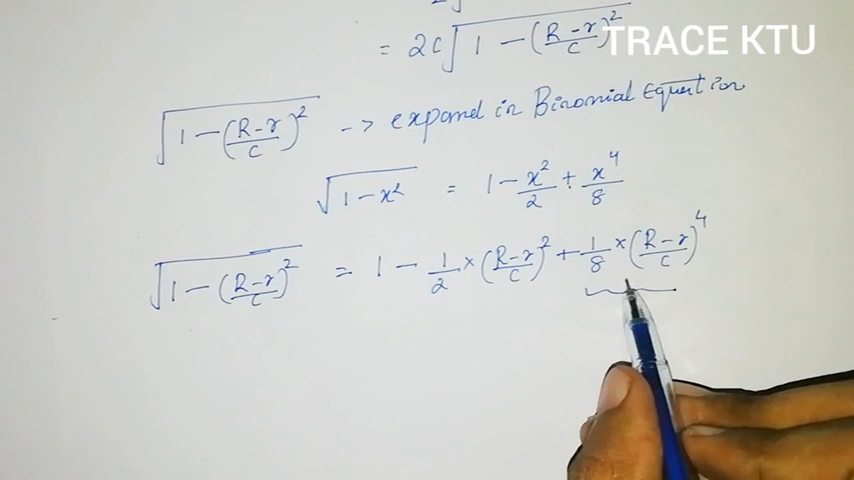 = 2C √(1 - ((R-r)/C)²)
TRACE KTU
√(1 - ((R-r)/C)²) -> expand in Binomial Equation
√(1 - x²) = 1 - x²/2 + x⁴/8
√(1 - ((R-r)/C)²) = 1 - 1/2 × ((R-r)/C)² + 1/8 × ((R-r)/C)⁴